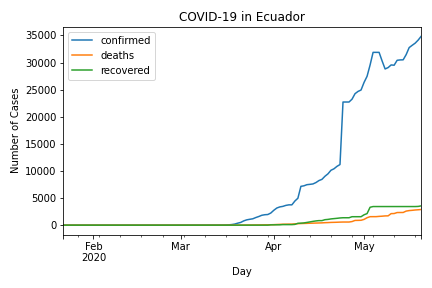 COVID-19 in Ecuador
confirmed
deaths
recovered
35000
30000
25000
20000
15000
10000
5000
0
Number of Cases
Feb
2020
Mar
Apr
May
Day